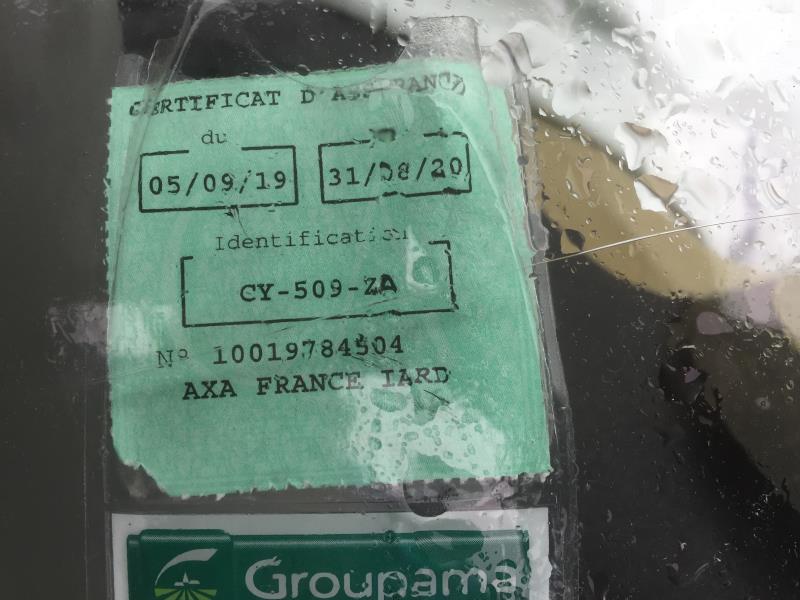 CERTIFICAT D'ASSURANCE
du
05/09/19 31/08/20
Identification
CY-509-ZA
Nº 10019784504
AXA FRANCE IARD
Groupama